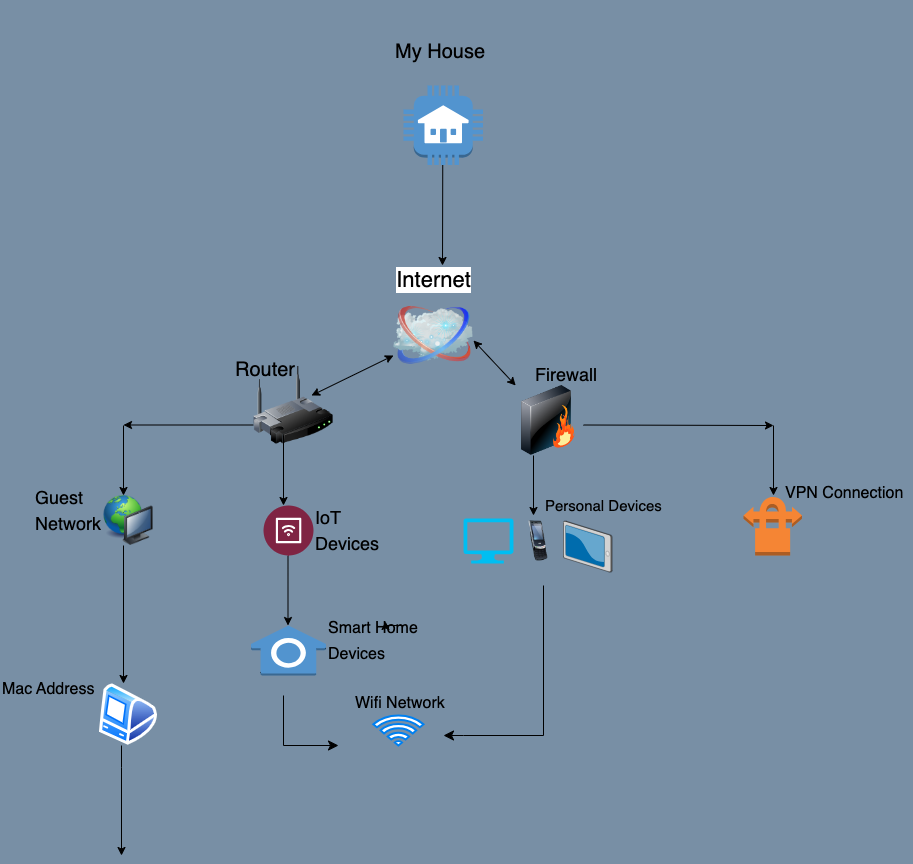 My House
Internet
Router
Firewall
Guest
Network
IoT
Devices
Personal Devices
VPN Connection
Smart Home
Devices
Mac Address
Wifi Network